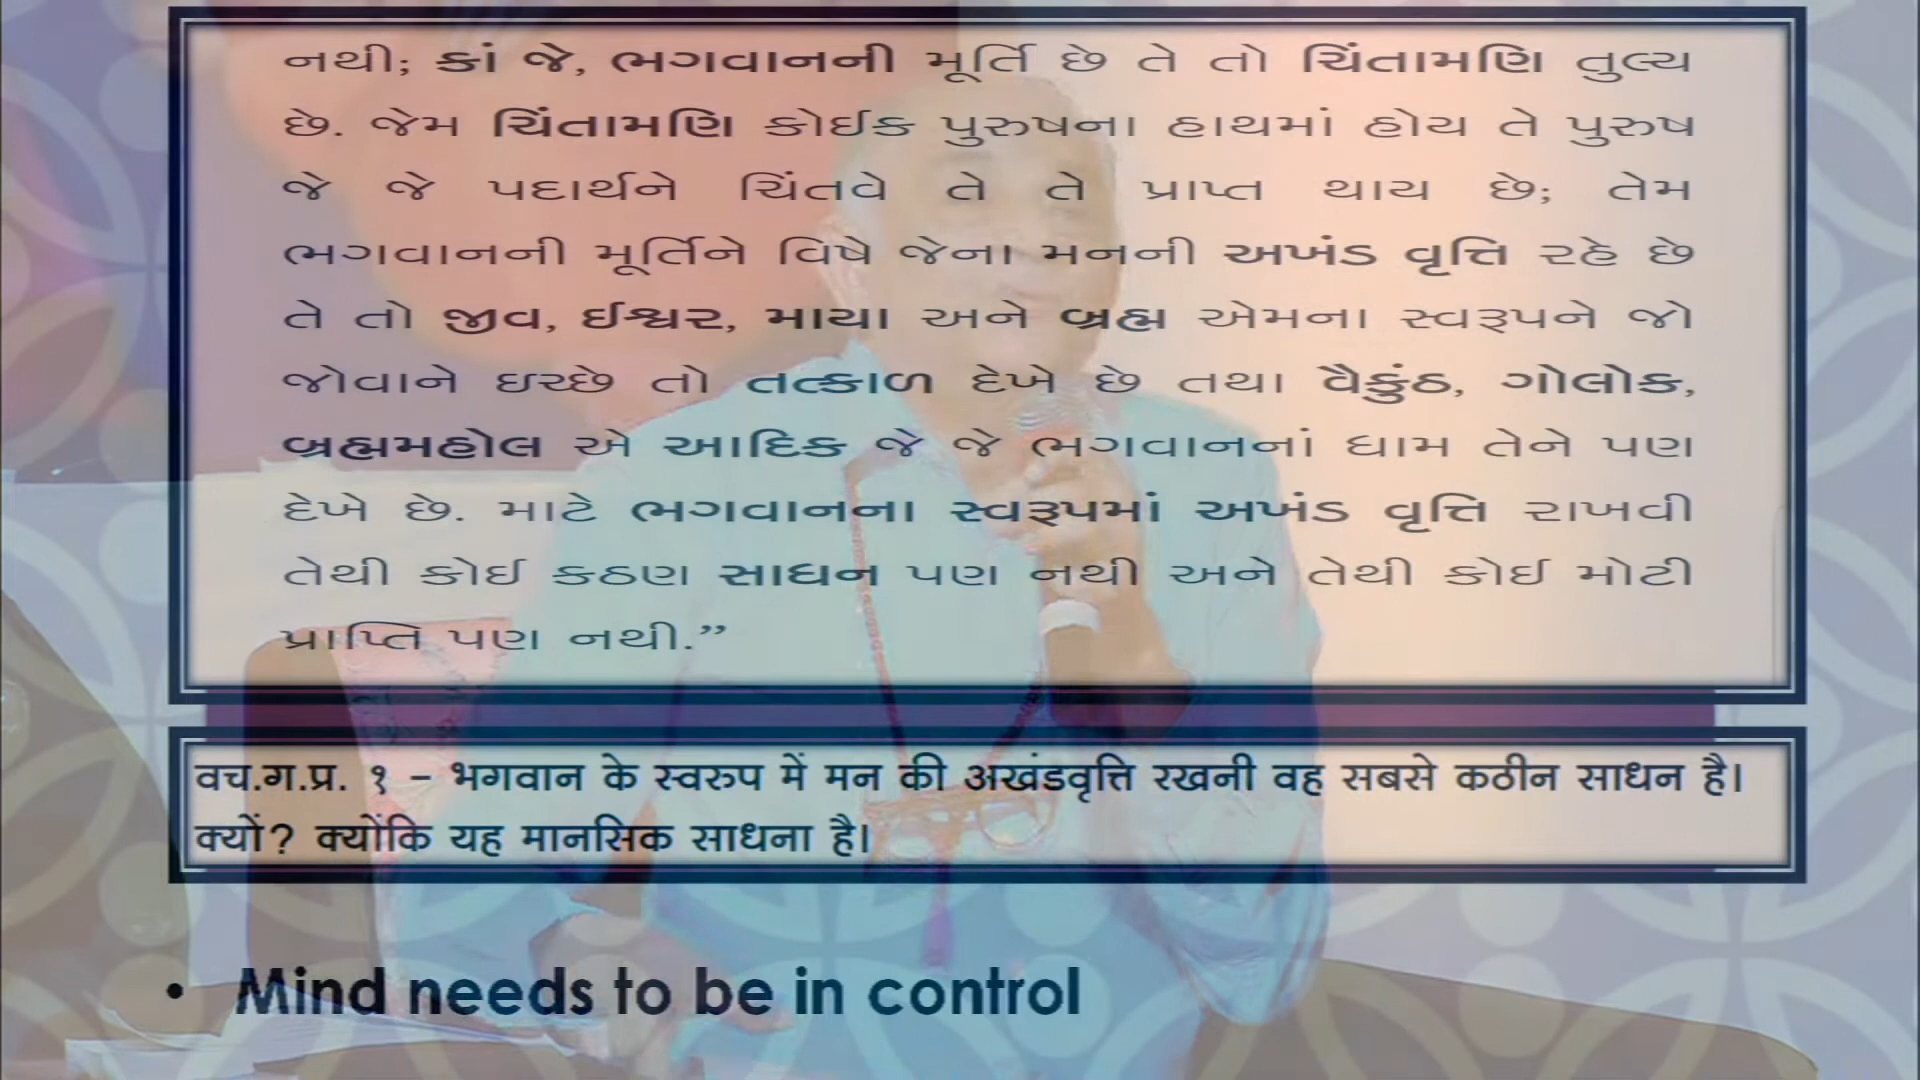 નથી; કાં જે, ભગવાનની મૂર્તિ છે તે તો ચિંતામણિ તુલ્ય
છે. જેમ ચિંતામણિ કોઈક પુરુષના હાથમાં હોય તે પુરુષ
જે જે પદાર્થને ચિંતવે તે તે પ્રાપ્ત થાય છે; તેમ
ભગવાનની મૂર્તિને વિષે જેના મનની અખંડ વૃત્તિ રહે છે
તે તો જીવ, ઈશ્વર, માયા અને બ્રહ્મ એમના સ્વરૂપને જો
જોવાને ઇચ્છે તો તત્કાળ દેખે છે તથા વૈકુંઠ, ગોલોક,
બ્રહ્મમહોલ એ આદિક જે જે ભગવાનનાં ધામ તેને પણ
દેખે છે. માટે ભગવાનના સ્વરૂપમાં અખંડ વૃત્તિ રાખવી
તેથી કોઈ કઠણ સાધન પણ નથી અને તેથી કોઈ મોટી
પ્રાપ્તિ પણ નથી.”
वच.ग.प्र. १ – भगवान के स्वरुप में मन की अखंडवृत्ति रखनी वह सबसे कठीन साधन है।
क्यों? क्योंकि यह मानसिक साधना है।
• Mind needs to be in control